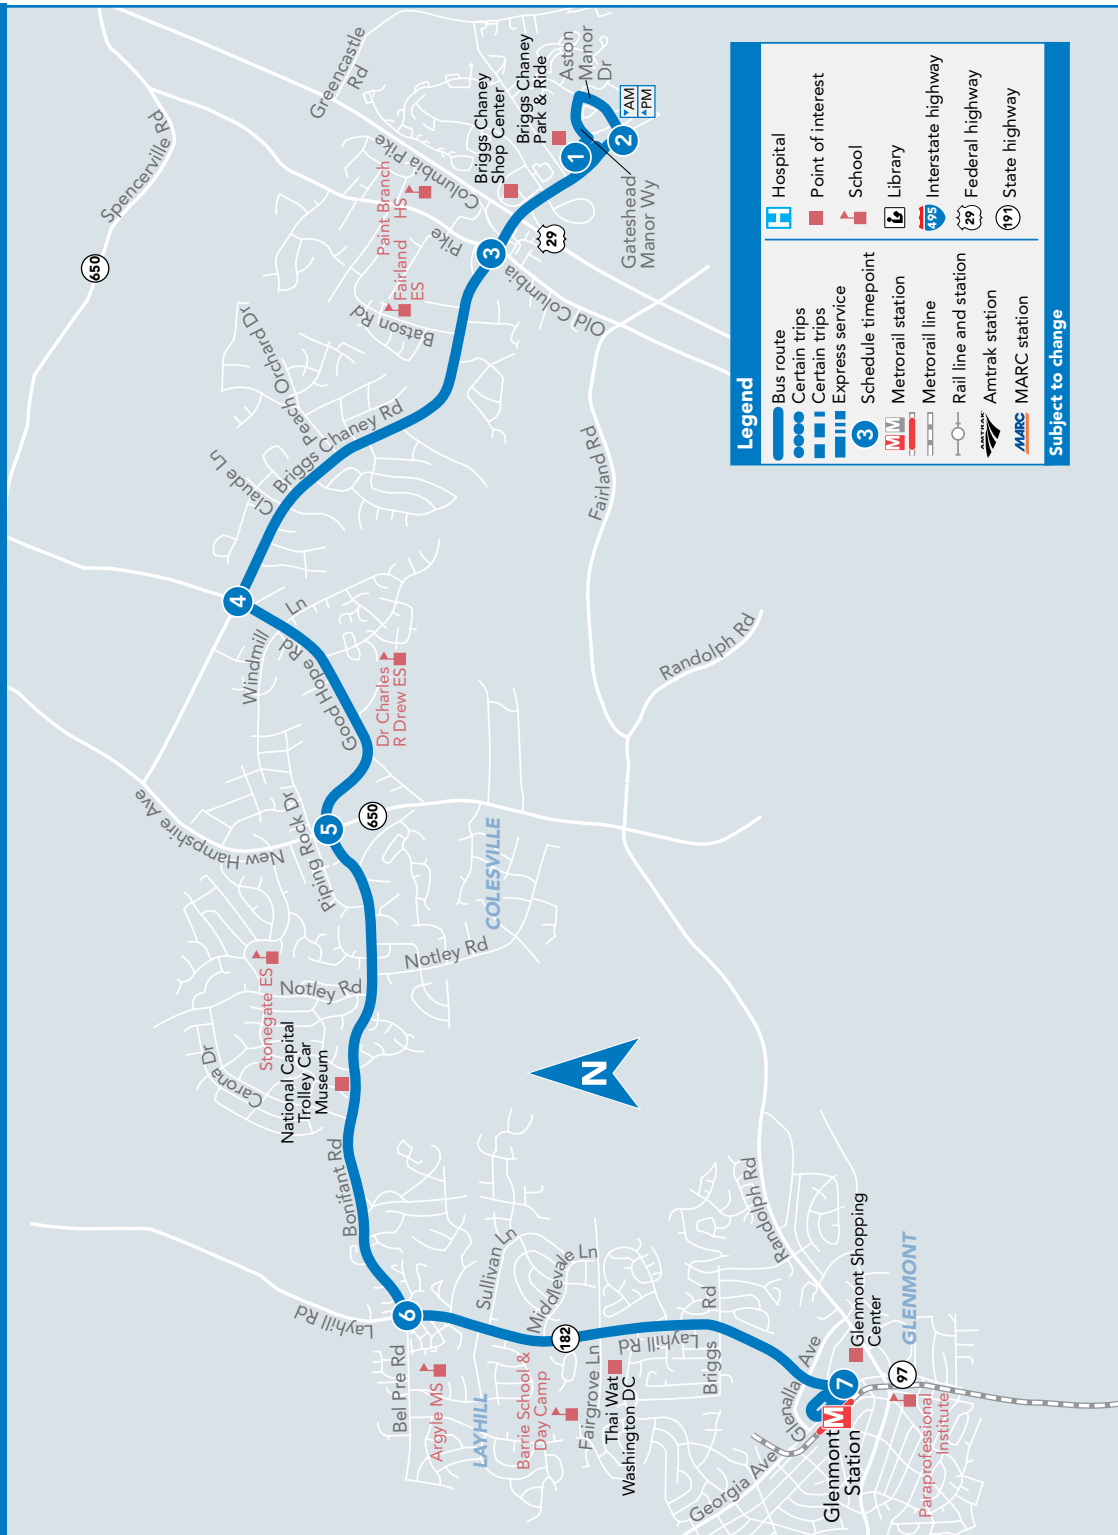 Spencerville Rd
650
Greencastle
Rd
Columbia Pike
Paint Branch
HS
Fairland
ES
Old Columbia
Pike
Batson Rd
Briggs Chaney
Shop Center
Briggs Chaney
Park & Ride
Aston
Manor
Dr
AM
PM
1
2
Gateshead
Manor Wy
29
3
Peach Orchard Dr
Briggs Chaney Rd
Claude Ln
4
Windmill
Ln
Good Hope Rd
Dr Charles
R Drew ES
Fairland Rd
Randolph Rd
New Hampshire Ave
Piping Rock Dr
5
650
COLESVILLE
Notley Rd
Notley Rd
Stonegate ES
Carona Dr
National Capital
Trolley Car
Museum
Bonifant Rd
N
Layhill Rd
6
Bel Pre Rd
Argyle MS
LAYHILL
Sullivan Ln
Middlevale Ln
182
Barrie School &
Day Camp
Fairgrove Ln
Thai Wat
Washington DC
Layhill Rd
Briggs
Rd
Randolph Rd
Glenalla
Ave
Glenmont Shopping
Center
GLENMONT
7
M
Glenmont
Station
97
Georgia Ave
Paraprofessional
Institute
Legend
Bus route
Certain trips
Certain trips
Express service
3
Schedule timepoint
M
M
Metrorail station
Metrorail line
Rail line and station
AMTRAK
Amtrak station
MARC
MARC station
H
Hospital
Point of interest
School
Library
495
Interstate highway
29
Federal highway
191
State highway
Subject to change